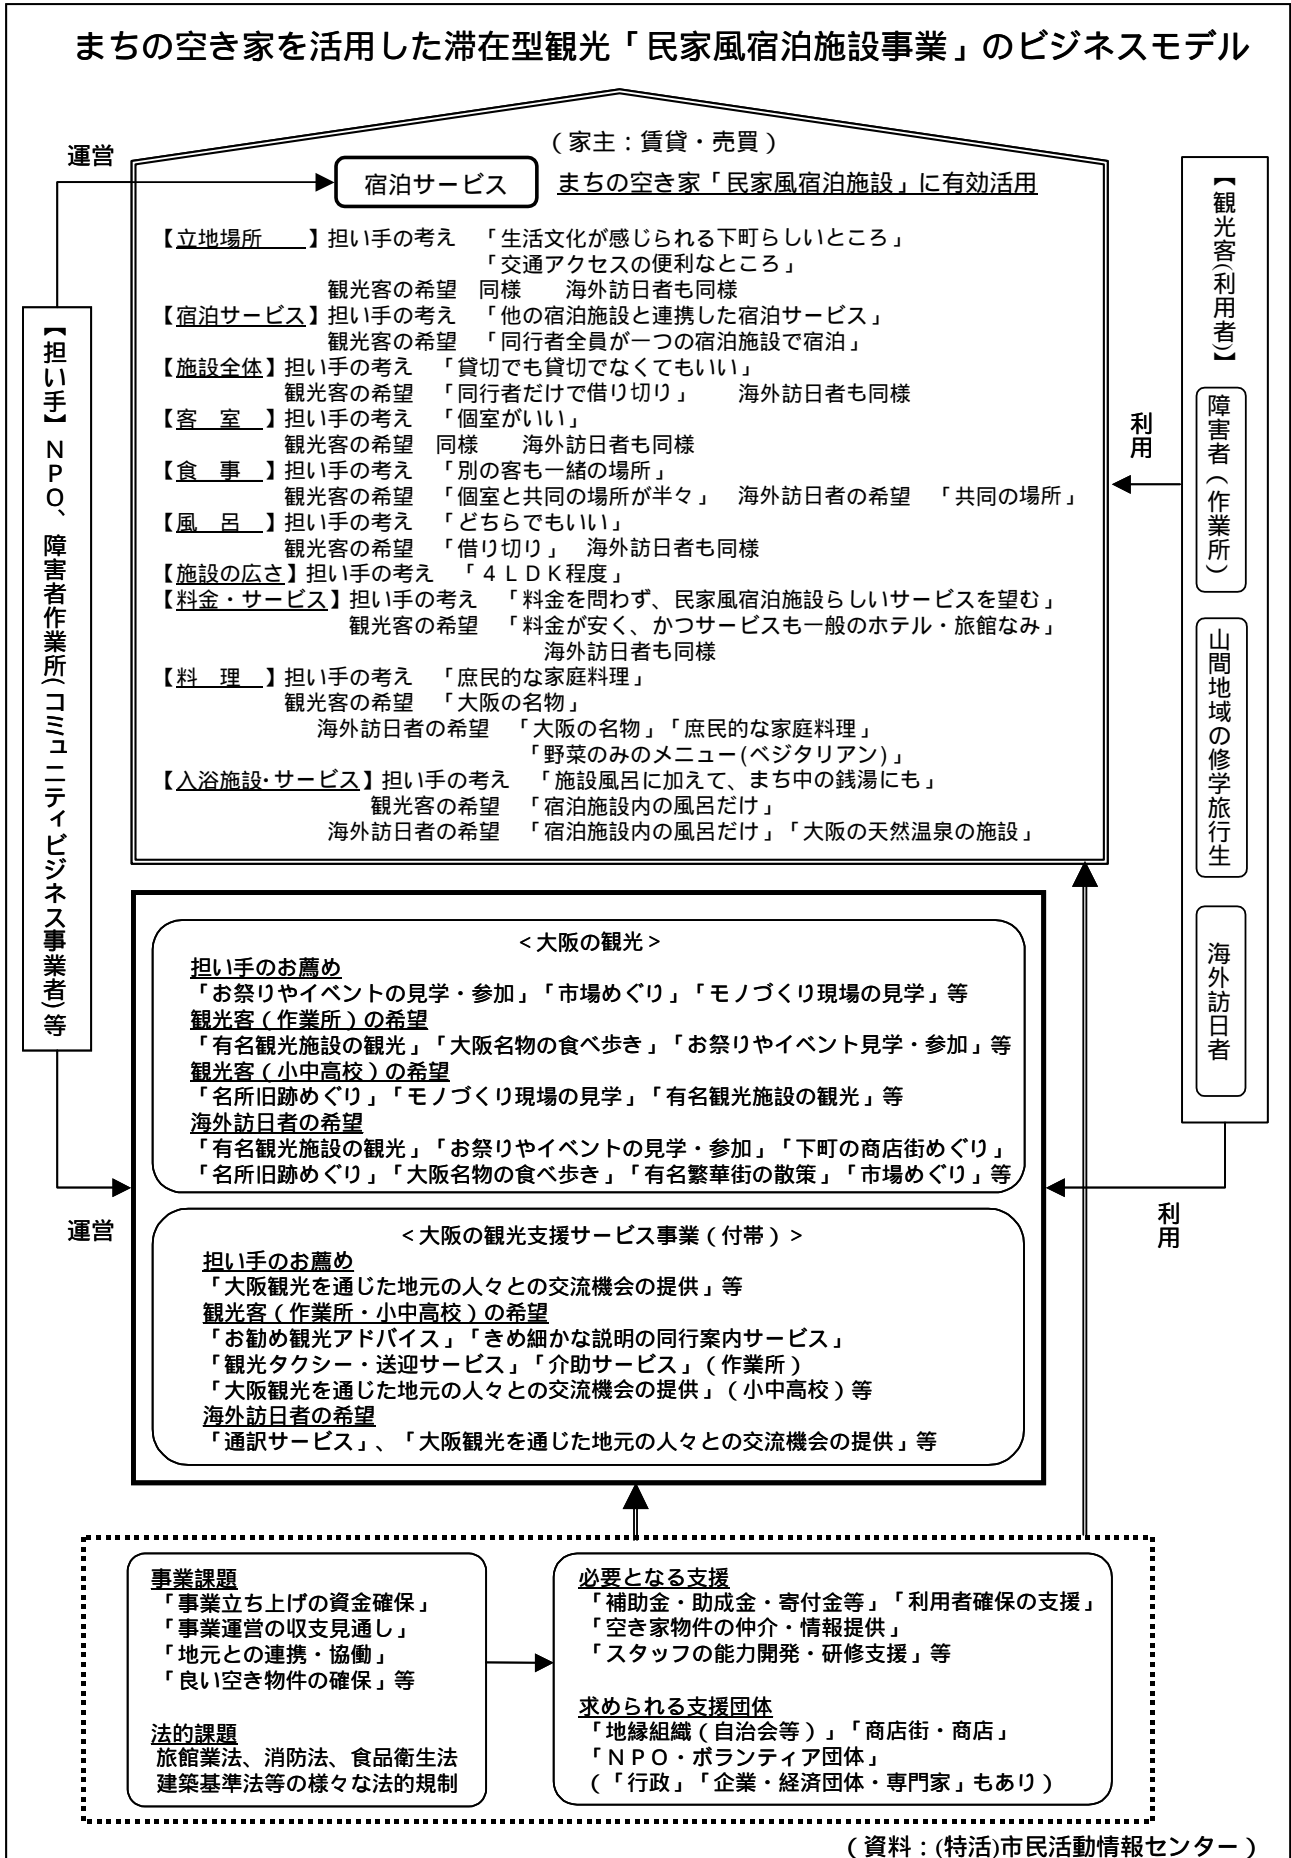 まちの空き家を活用した滞在型観光「民家風宿泊施設事業」のビジネスモデル
(家主：賃貸・売買)
運営
宿泊サービス
まちの空き家「民家風宿泊施設」に有効活用
【立地場所　　】担い手の考え　「生活文化が感じられる下町らしいところ」
「交通アクセスの便利なところ」
観光客の希望　同様　　海外訪日者も同様
【宿泊サービス】担い手の考え　「他の宿泊施設と連携した宿泊サービス」
観光客の希望　「同行者全員が一つの宿泊施設で宿泊」
【施設全体】担い手の考え　「貸切でも貸切でなくてもいい」
観光客の希望　「同行者だけで借り切り」　　海外訪日者も同様
【客　室　】担い手の考え　「個室がいい」
観光客の希望　同様　　海外訪日者も同様
【食　事　】担い手の考え　「別の客も一緒の場所」
観光客の希望　「個室と共同の場所が半々」　海外訪日者の希望　「共同の場所」
【風　呂　】担い手の考え　「どちらでもいい」
観光客の希望　「借り切り」　海外訪日者も同様
【施設の広さ】担い手の考え　「４ＬＤＫ程度」
【料金・サービス】担い手の考え　「料金を問わず、民家風宿泊施設らしいサービスを望む」
観光客の希望　「料金が安く、かつサービスも一般のホテル・旅館なみ」
海外訪日者も同様
【料　理　】担い手の考え　「庶民的な家庭料理」
観光客の希望　「大阪の名物」
海外訪日者の希望　「大阪の名物」「庶民的な家庭料理」
「野菜のみのメニュー(ベジタリアン)」
【入浴施設・サービス】担い手の考え　「施設風呂に加えて、まち中の銭湯にも」
観光客の希望　「宿泊施設内の風呂だけ」
海外訪日者の希望　「宿泊施設内の風呂だけ」「大阪の天然温泉の施設」
【担い手】ＮＰＯ、障害者作業所(コミュニティビジネス事業者)等
【観光客(利用者)】
障害者(作業所)
山間地域の修学旅行生
海外訪日者
利用
＜大阪の観光＞
担い手のお薦め
「お祭りやイベントの見学・参加」「市場めぐり」「モノづくり現場の見学」等
観光客（作業所）の希望
「有名観光施設の観光」「大阪名物の食べ歩き」「お祭りやイベント見学・参加」等
観光客（小中高校）の希望
「名所旧跡めぐり」「モノづくり現場の見学」「有名観光施設の観光」等
海外訪日者の希望
「有名観光施設の観光」「お祭りやイベントの見学・参加」「下町の商店街めぐり」
「名所旧跡めぐり」「大阪名物の食べ歩き」「有名繁華街の散策」「市場めぐり」等
運営
利用
＜大阪の観光支援サービス事業（付帯）＞
担い手のお薦め
「大阪観光を通じた地元の人々との交流機会の提供」等
観光客（作業所・小中高校）の希望
「お勧め観光アドバイス」「きめ細かな説明の同行案内サービス」
「観光タクシー・送迎サービス」「介助サービス」（作業所）
「大阪観光を通じた地元の人々との交流機会の提供」（小中高校）等
海外訪日者の希望
「通訳サービス」、「大阪観光を通じた地元の人々との交流機会の提供」等
事業課題
「事業立ち上げの資金確保」
「事業運営の収支見通し」
「地元との連携・協働」
「良い空き物件の確保」等
法的課題
旅館業法、消防法、食品衛生法
建築基準法等の様々な法的規制
必要となる支援
「補助金・助成金・寄付金等」「利用者確保の支援」
「空き家物件の仲介・情報提供」
「スタッフの能力開発・研修支援」等
求められる支援団体
「地縁組織（自治会等）」「商店街・商店」
「ＮＰＯ・ボランティア団体」
（「行政」「企業・経済団体・専門家」もあり）
（資料：(特活)市民活動情報センター）